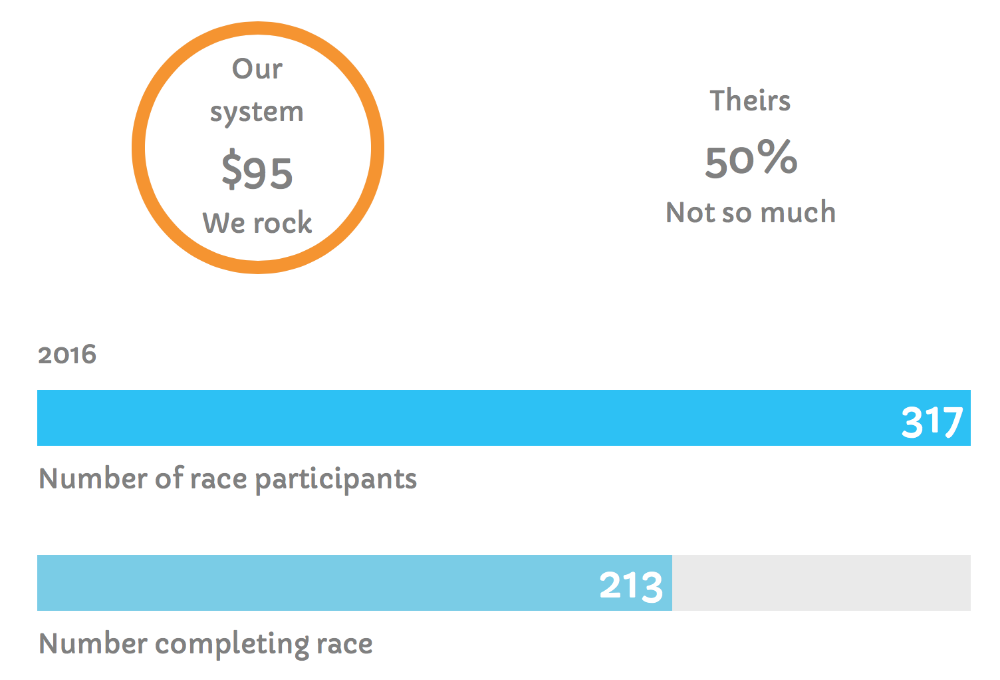 Our
system
$95
We rock
Theirs
50%
Not so much
2016
317
Number of race participants
213
Number completing race